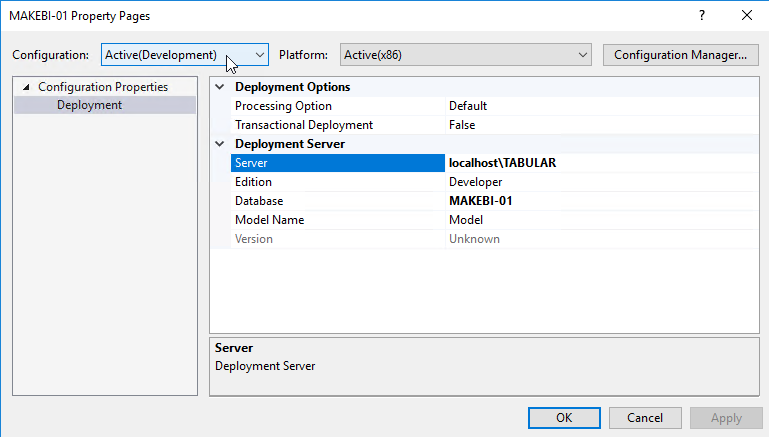 MAKEBI-01 Property Pages
Configuration: Active(Development) Platform: Active(x86) Configuration Manager...
Configuration Properties
Deployment
Deployment Options
Processing Option Default
Transactional Deployment False
Deployment Server
Server localhost\TABULAR
Edition Developer
Database MAKEBI-01
Model Name Model
Version Unknown
Server
Deployment Server
OK Cancel Apply